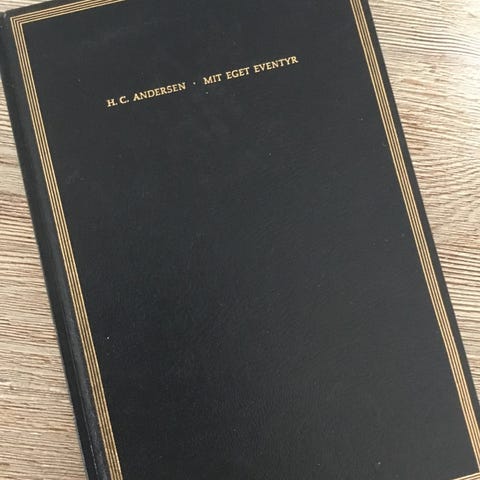 H. C. ANDERSEN · MIT EGET EVENTYR